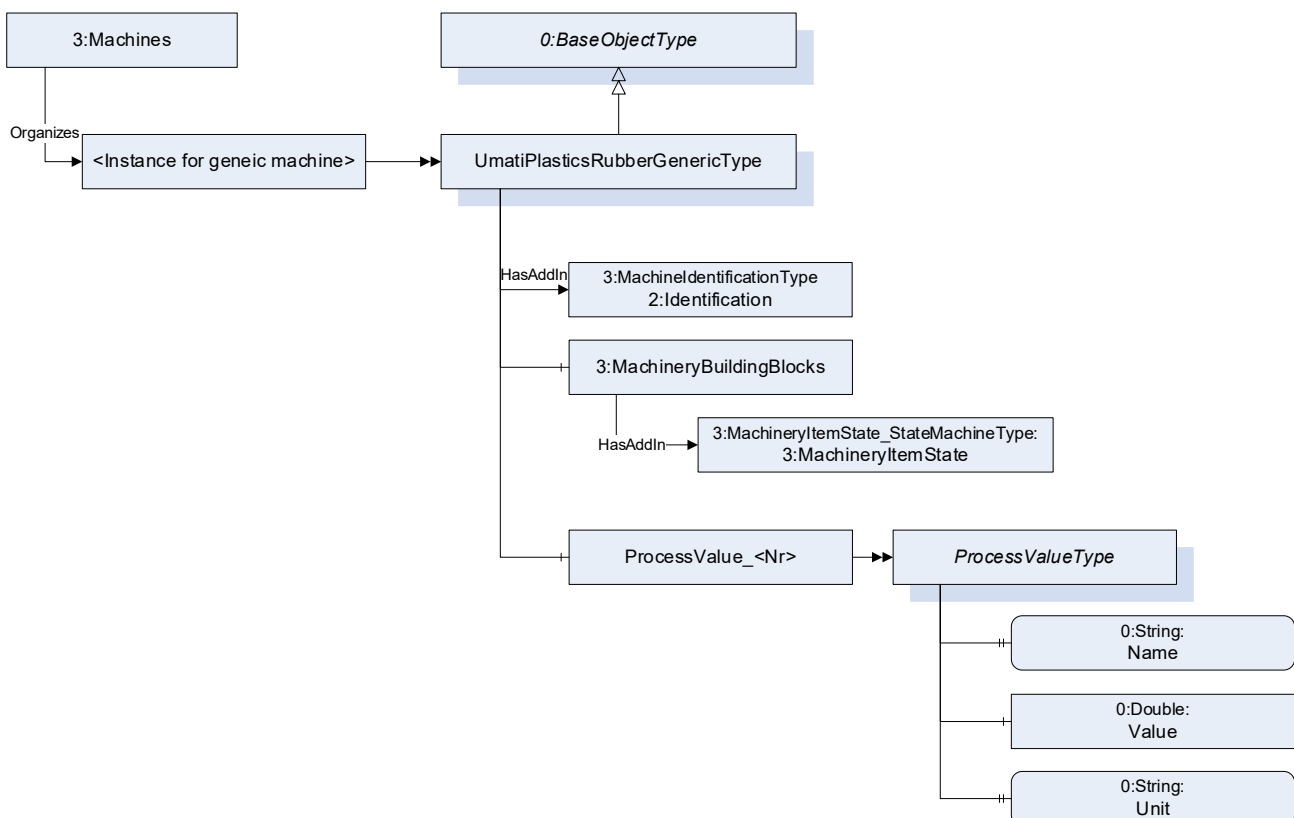 3:Machines
0:BaseObjectType
Organizes
<Instance for geneic machine>
UmatiPlasticsRubberGenericType
HasAddIn
3:MachineIdentificationType
2:Identification
3:MachineryBuildingBlocks
HasAddIn
3:MachineryItemState_StateMachineType:
3:MachineryItemState
ProcessValue_<Nr>
ProcessValueType
0:String:
Name
0:Double:
Value
0:String:
Unit